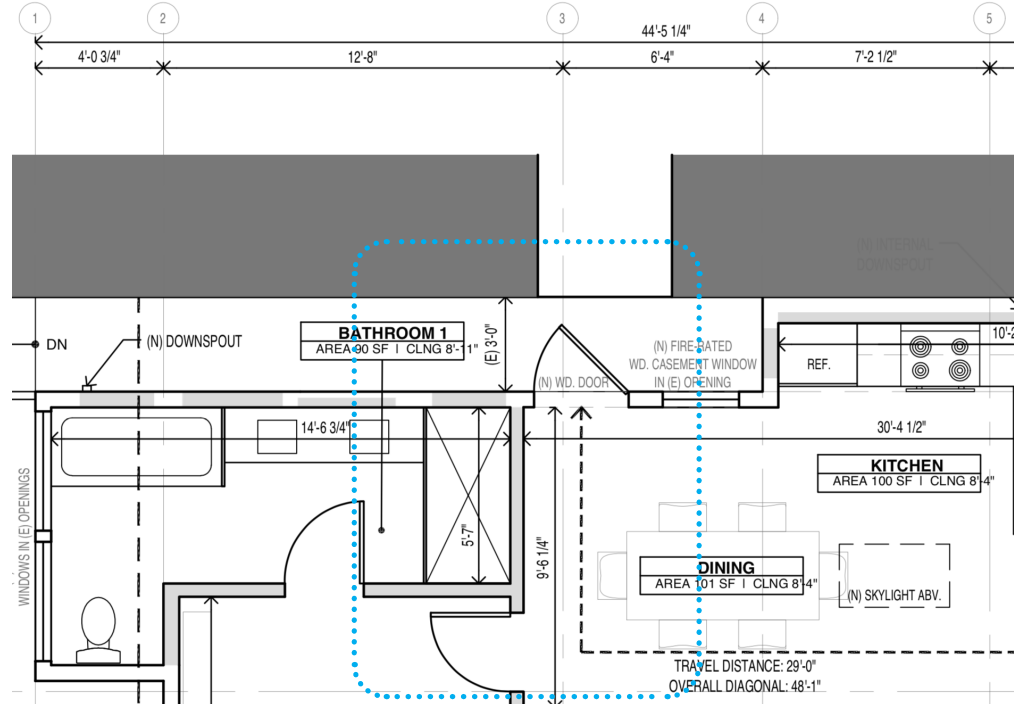 1
2
3
4
5
44'-5 1/4"
4'-0 3/4"
12'-8"
6'-4"
7'-2 1/2"
(N) INTERNAL
DOWNSPOUT
DN
(N) DOWNSPOUT
BATHROOM 1
AREA 90 SF | CLNG 8'-11"
(E) 3'-0"
(N) FIRE-RATED
WD. CASEMENT WINDOW
IN (E) OPENING
(N) WD. DOOR
REF.
10'-2
14'-6 3/4"
30'-4 1/2"
KITCHEN
AREA 100 SF | CLNG 8'-4"
WINDOWS IN (E) OPENINGS
5'-7"
9'-6 1/4"
DINING
AREA 101 SF | CLNG 8'-4"
(N) SKYLIGHT ABV.
TRAVEL DISTANCE: 29'-0"
OVERALL DIAGONAL: 48'-1"